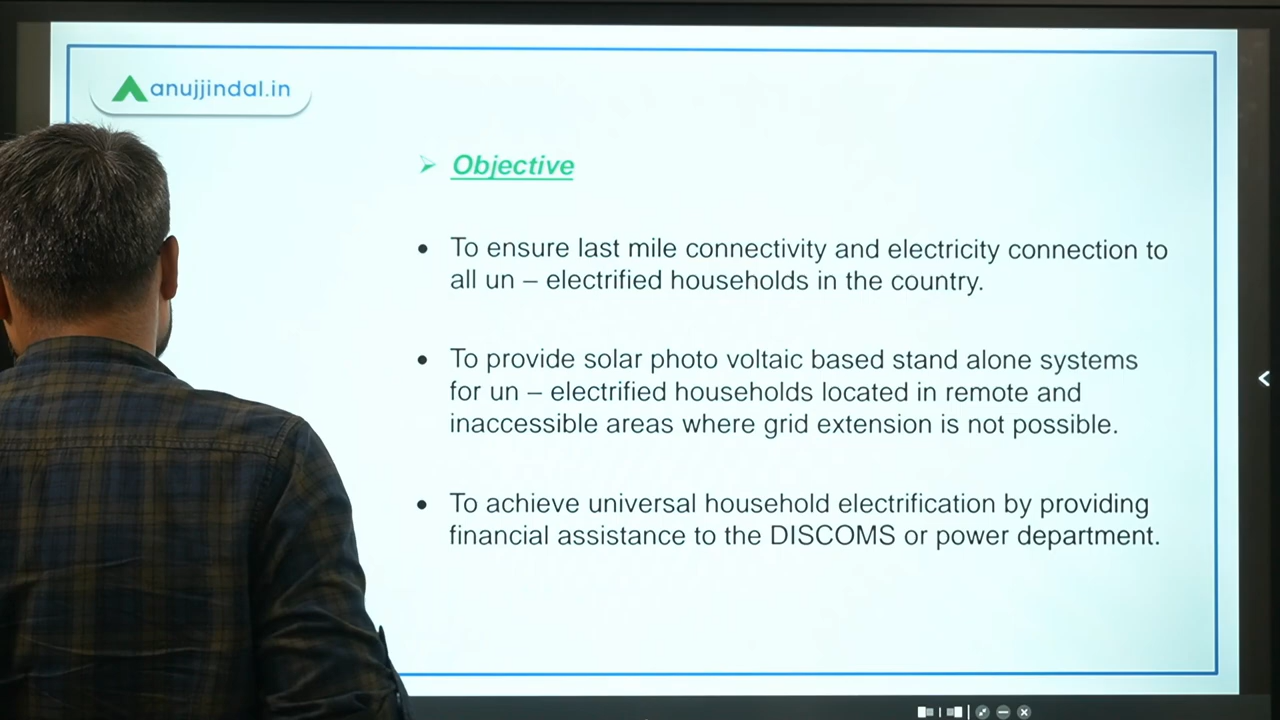 anujjindal.in
Objective
To ensure last mile connectivity and electricity connection to
all un – electrified households in the country.
To provide solar photo voltaic based stand alone systems
for un – electrified households located in remote and
inaccessible areas where grid extension is not possible.
To achieve universal household electrification by providing
financial assistance to the DISCOMS or power department.